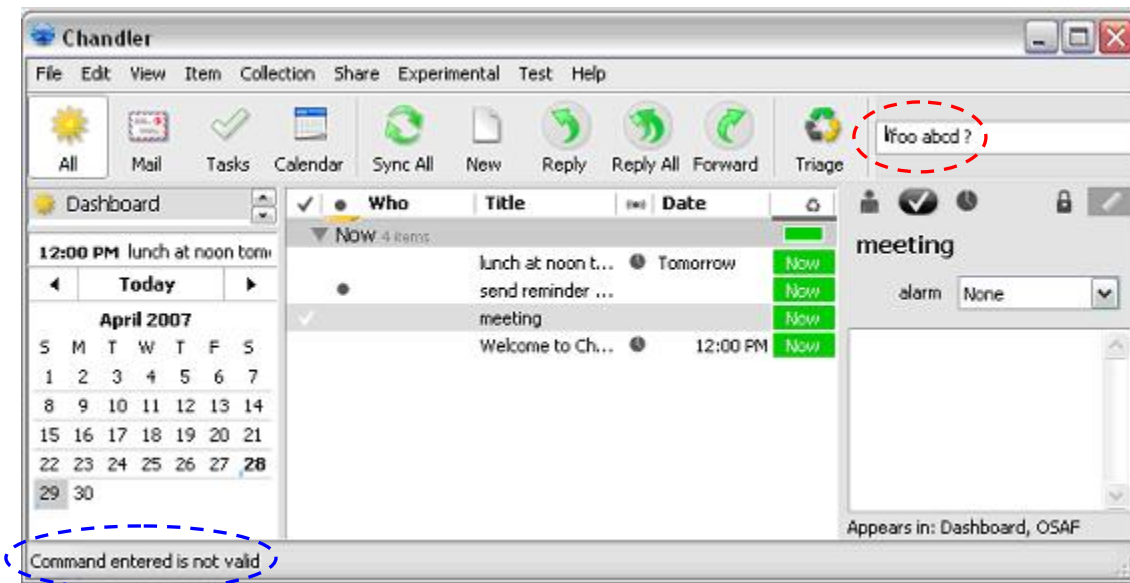 Chandler
File Edit View Item Collection Share Experimental Test Help
All Mail Tasks Calendar Sync All New Reply Reply All Forward Triage
/foo abcd ?
Dashboard
Who Title Date
Now 4 items
12:00 PM lunch at noon tom
lunch at noon t... Tomorrow Now
send reminder ... Now
meeting Now
Welcome to Ch... 12:00 PM Now
Today
April 2007
S M T W T F S
1 2 3 4 5 6 7
8 9 10 11 12 13 14
15 16 17 18 19 20 21
22 23 24 25 26 27 28
29 30
meeting
alarm None
Appears in: Dashboard, OSAF
Command entered is not valid